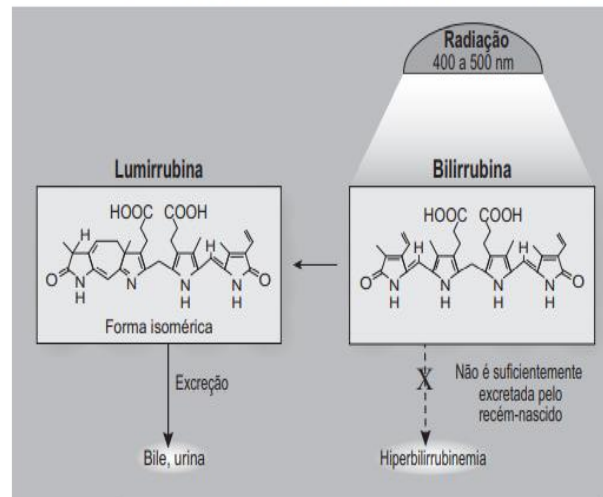 Radiação
400 a 500 nm
Lumirrubina
HOOC COOH
H
O
N
H
N
N
H
N
H
O
H
Forma isomérica
Bilirrubina
HOOC COOH
H
H
O
N
H
N
H
N
H
N
H
O
Excreção
X
Não é suficientemente
excretada pelo
recém-nascido
Bile, urina
Hiperbilirrubinemia